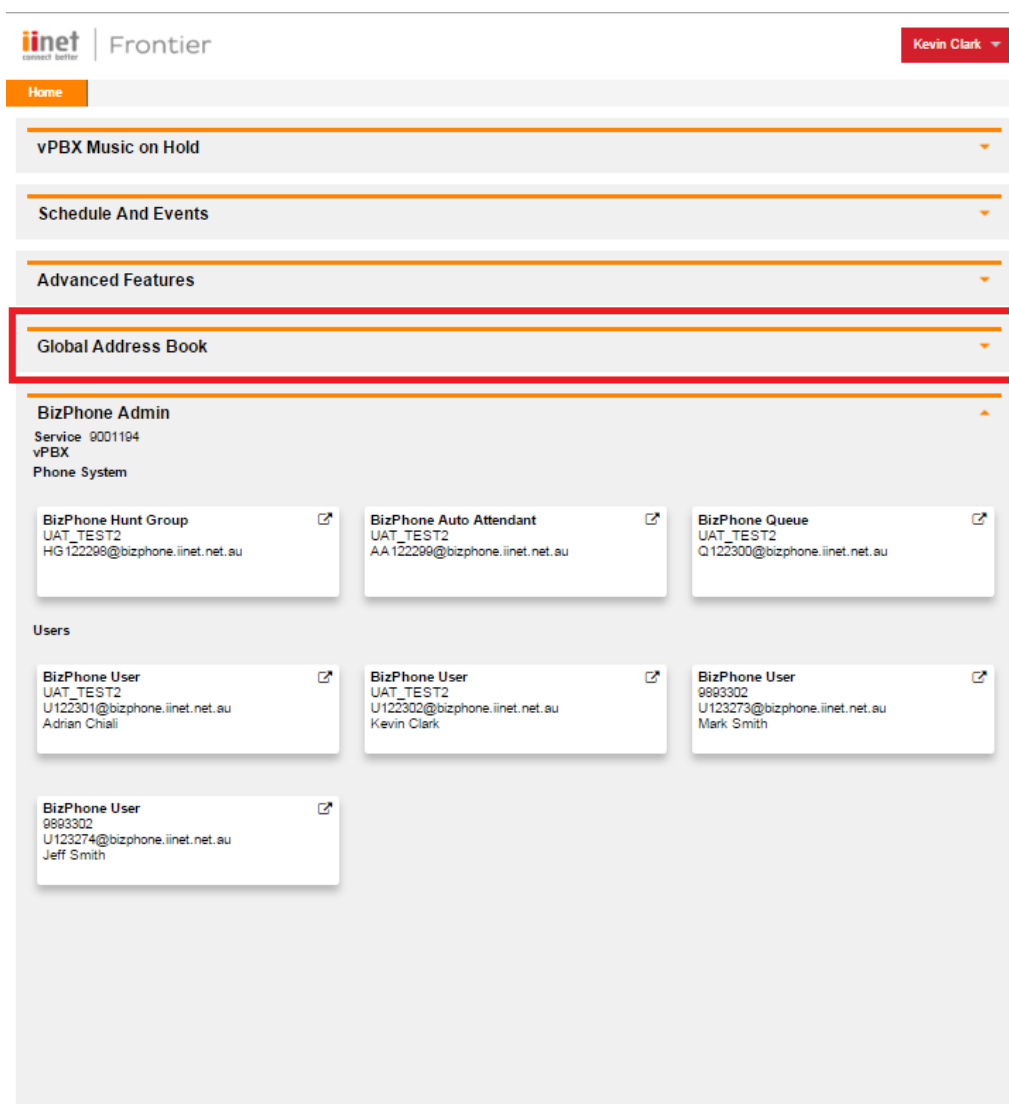 iinet
connect better
Frontier
Kevin Clark
Home
vPBX Music on Hold
Schedule And Events
Advanced Features
Global Address Book
BizPhone Admin
Service 9001194
vPBX
Phone System
BizPhone Hunt Group
UAT_TEST2
HG122298@bizphone.iinet.net.au
BizPhone Auto Attendant
UAT_TEST2
AA122299@bizphone.iinet.net.au
BizPhone Queue
UAT_TEST2
Q122300@bizphone.iinet.net.au
Users
BizPhone User
UAT_TEST2
U122301@bizphone.iinet.net.au
Adrian Chiali
BizPhone User
UAT_TEST2
U122302@bizphone.iinet.net.au
Kevin Clark
BizPhone User
9893302
U123273@bizphone.iinet.net.au
Mark Smith
BizPhone User
9893302
U123274@bizphone.iinet.net.au
Jeff Smith